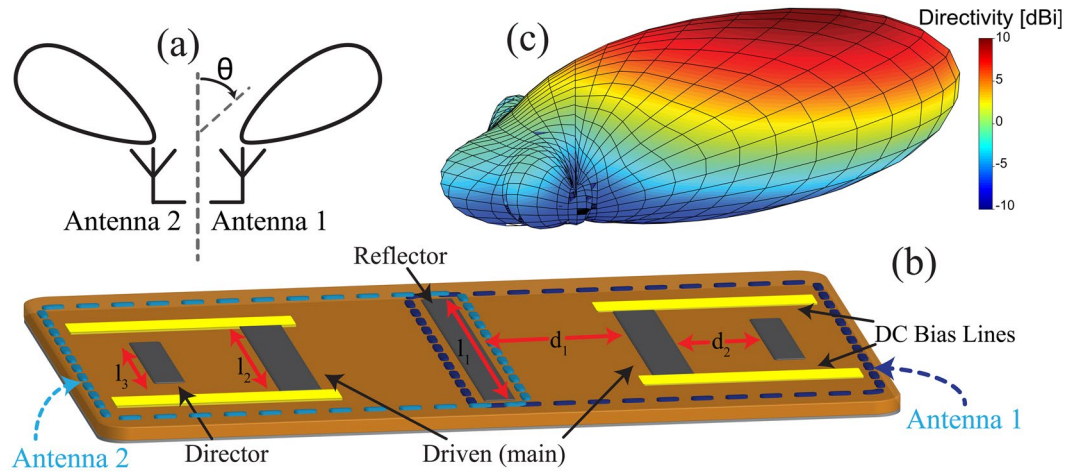 (a)
θ
Antenna 2
Antenna 1
(c)
Directivity [dBi]
10
5
0
-5
-10
(b)
Reflector
l₁
d₁
d₂
DC Bias Lines
l₂
l₃
Antenna 2
Director
Driven (main)
Antenna 1